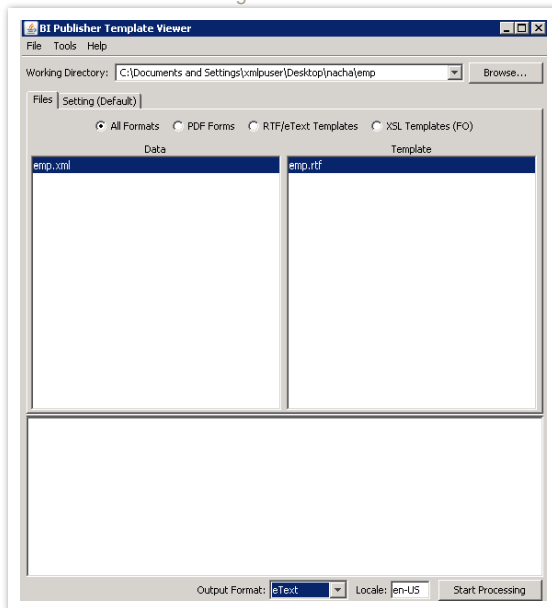 BI Publisher Template Viewer
File Tools Help
Working Directory: C:\Documents and Settings\xmlpuser\Desktop\nacha\emp Browse...
Files Setting (Default)
All Formats PDF Forms RTF/eText Templates XSL Templates (FO)
Data Template
emp.xml emp.rtf
Output Format: eText Locale: en-US Start Processing